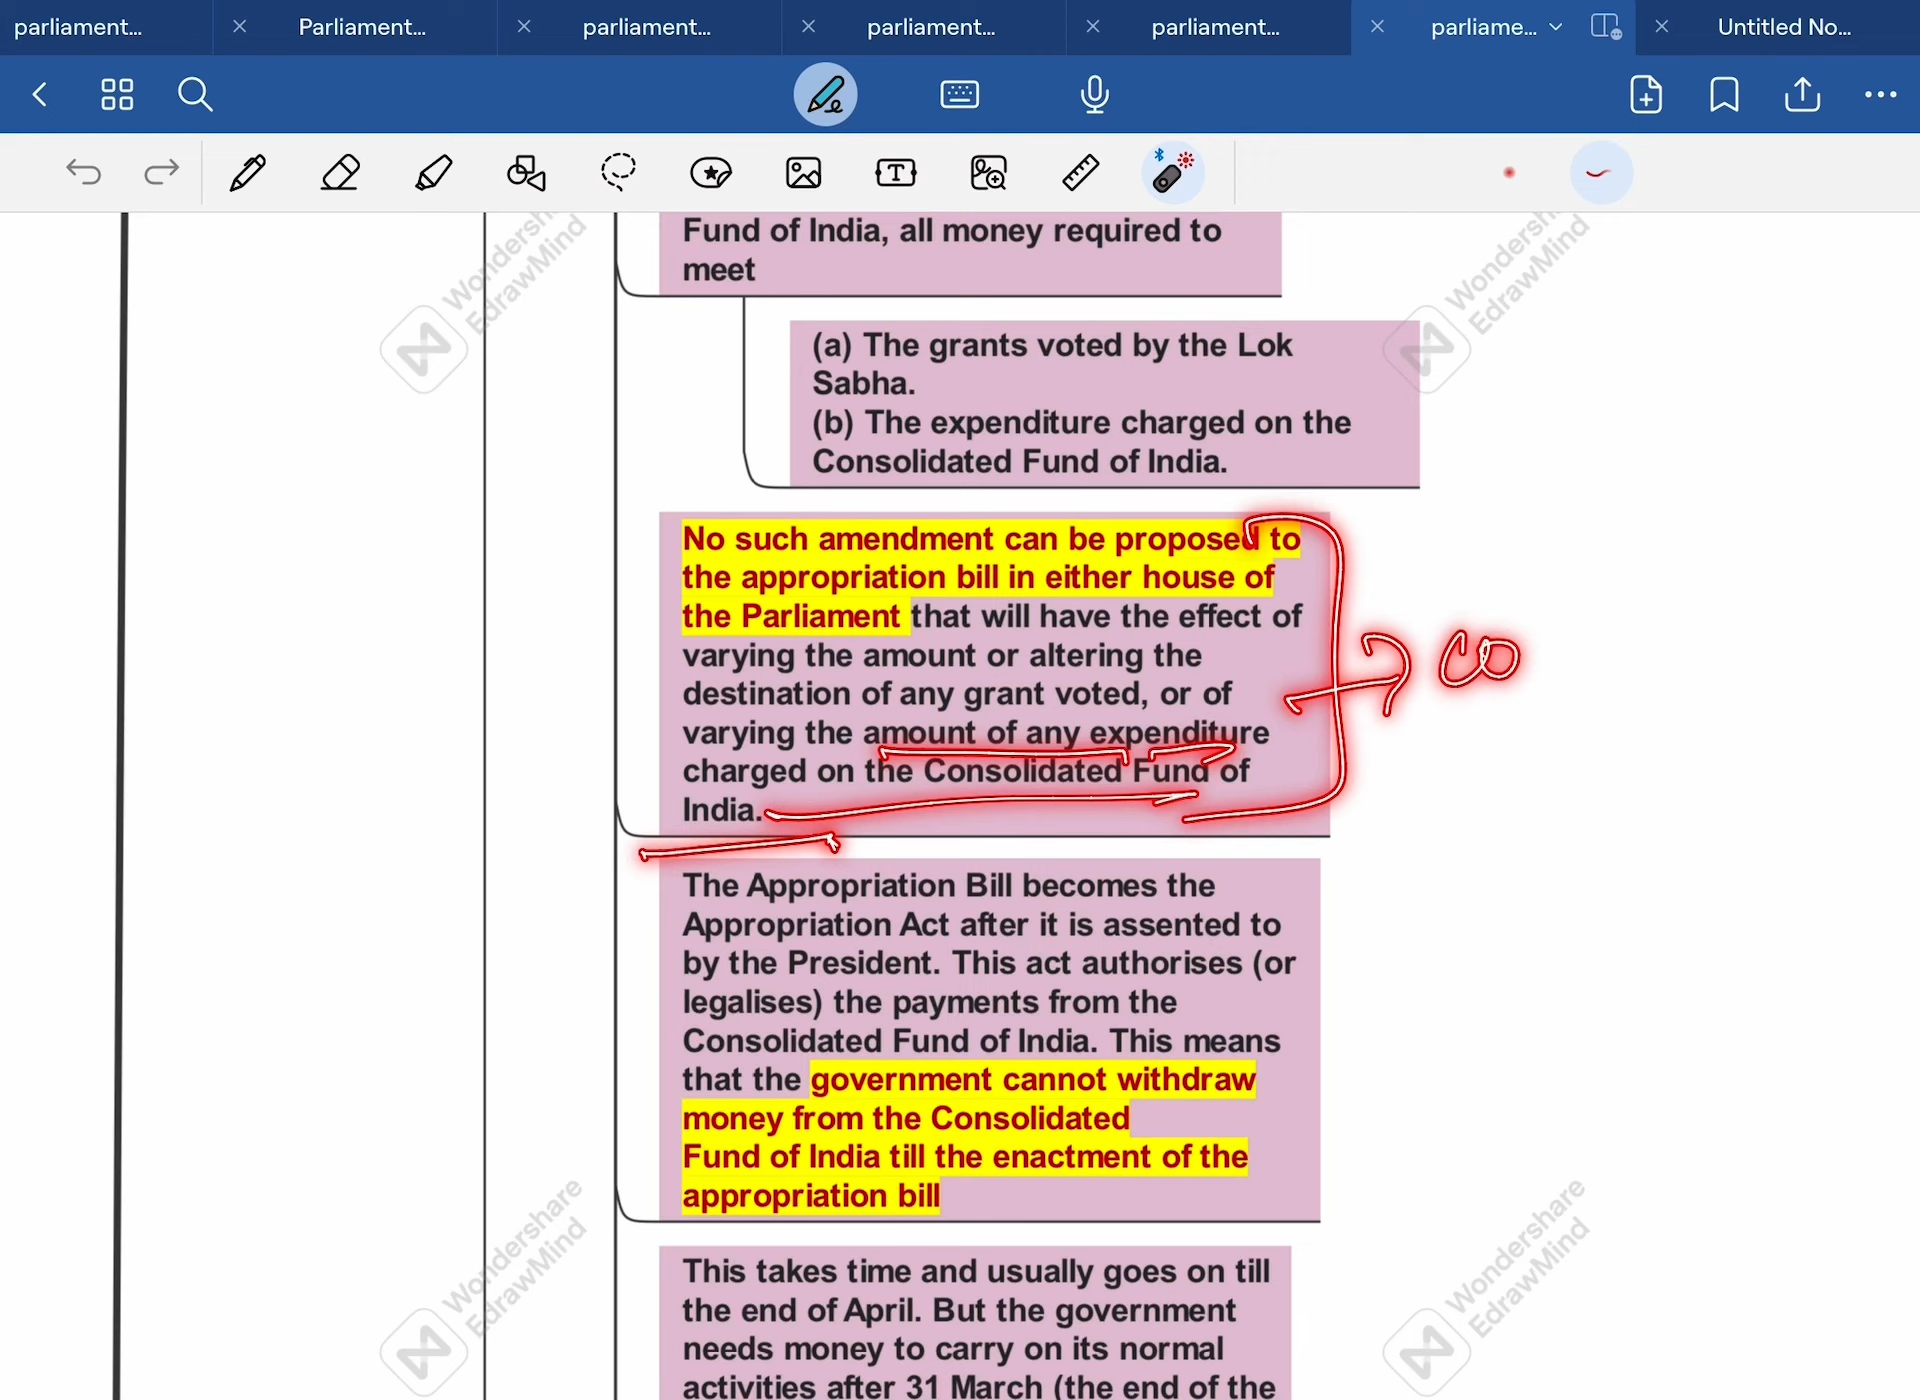 parliament...
Parliament...
parliament...
parliament...
parliament...
parliame...
Untitled No...
Wondershare
EdrawMind
Wondershare
EdrawMind
Fund of India, all money required to
meet
(a) The grants voted by the Lok
Sabha.
(b) The expenditure charged on the
Consolidated Fund of India.
No such amendment can be proposed to
the appropriation bill in either house of
the Parliament that will have the effect of
varying the amount or altering the
destination of any grant voted, or of
varying the amount of any expenditure
charged on the Consolidated Fund of
India.
The Appropriation Bill becomes the
Appropriation Act after it is assented to
by the President. This act authorises (or
legalises) the payments from the
Consolidated Fund of India. This means
that the government cannot withdraw
money from the Consolidated
Fund of India till the enactment of the
appropriation bill
Wondershare
EdrawMind
Wondershare
EdrawMind
This takes time and usually goes on till
the end of April. But the government
needs money to carry on its normal
activities after 31 March (the end of the